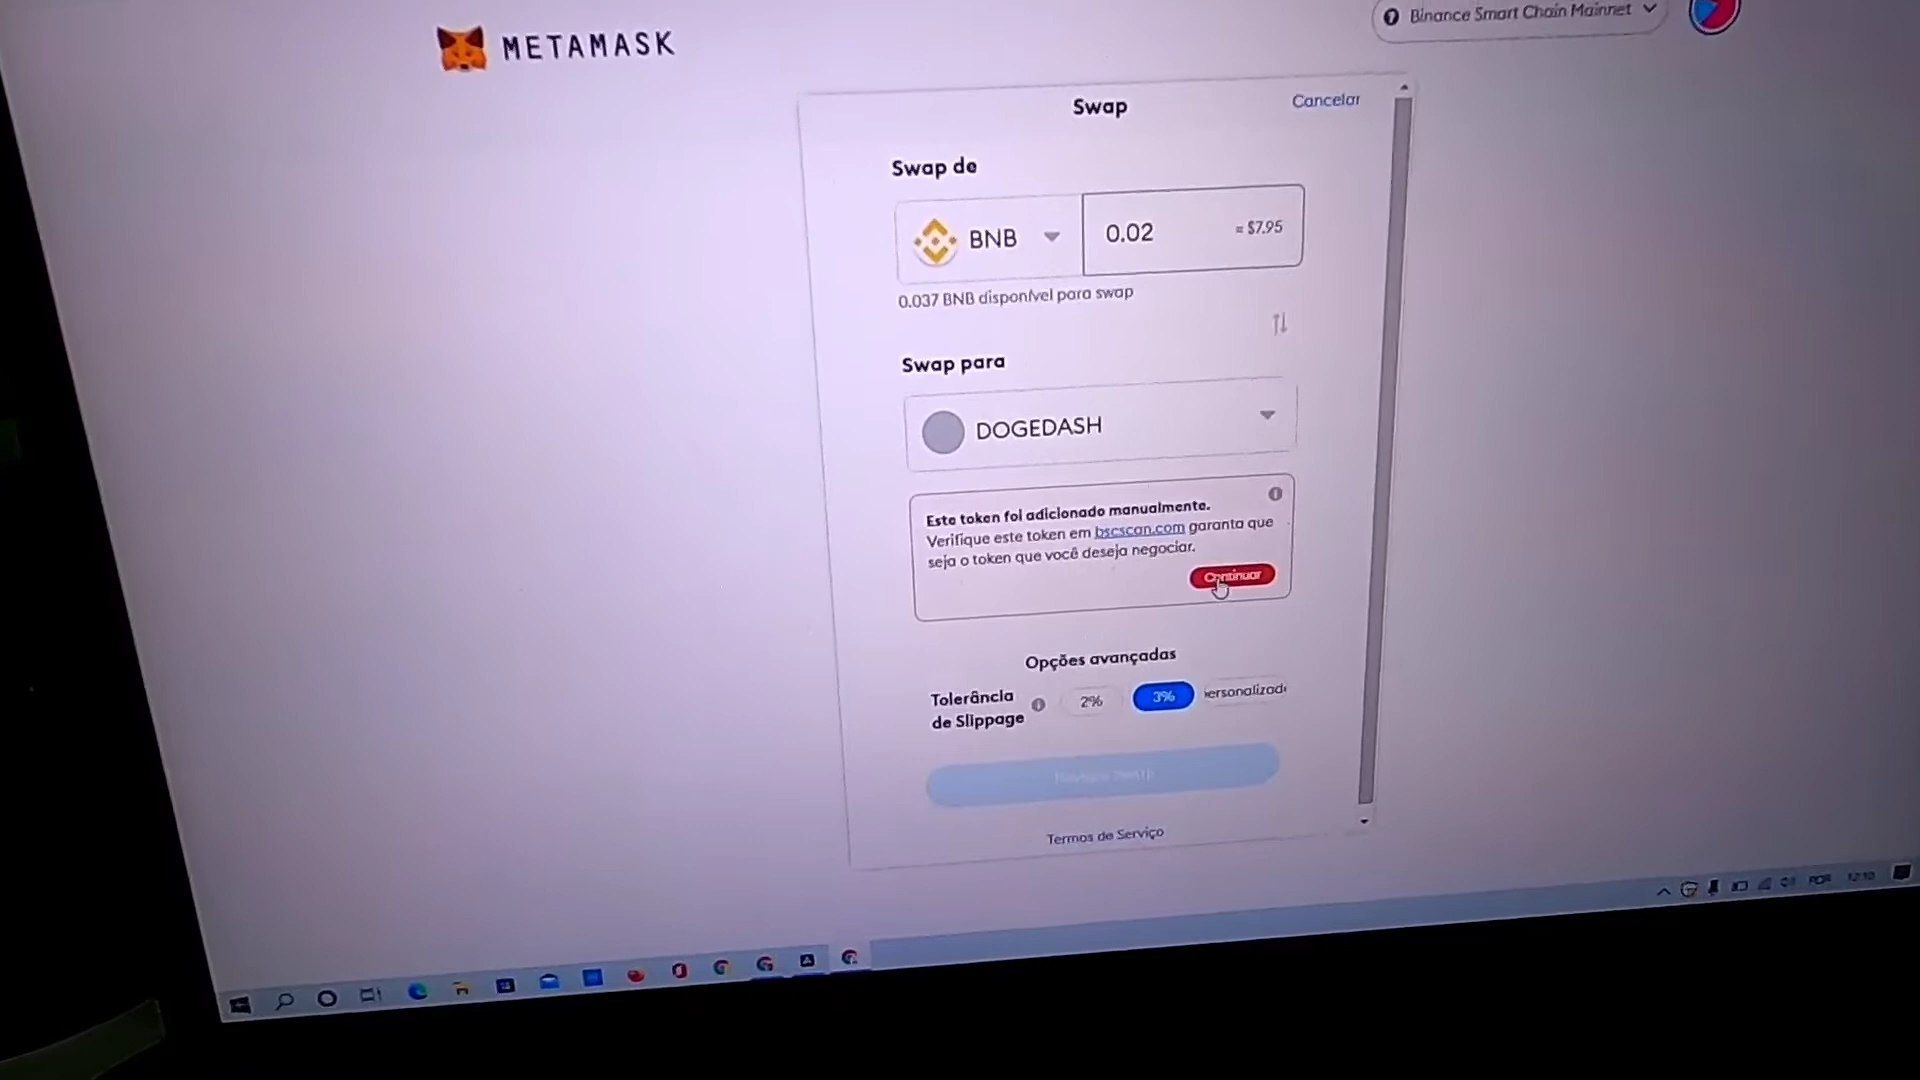 METAMASK
Binance Smart Chain Mainnet
Swap
Cancelar
Swap de
BNB
0.02
= $7.95
0.037 BNB disponível para swap
Swap para
DOGEDASH
Este token foi adicionado manualmente.
Verifique este token em bscscan.com garanta que
seja o token que você deseja negociar.
Continuar
Opções avançadas
Tolerância
de Slippage
2%
3%
Termos de Serviço
POR